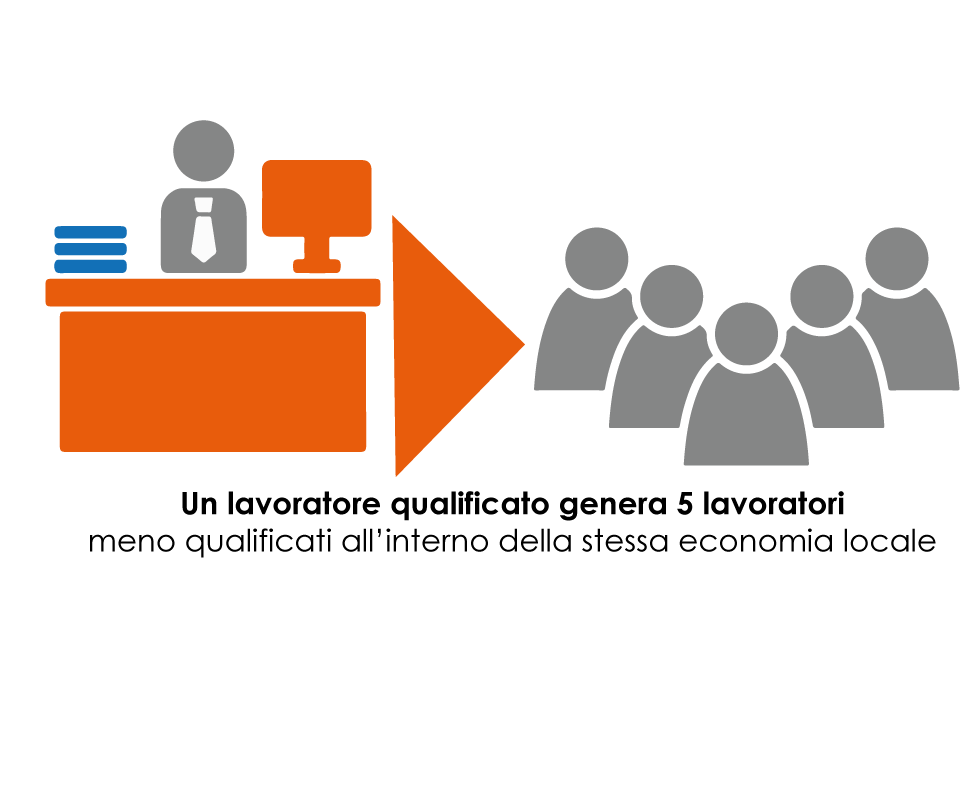 Un lavoratore qualificato genera 5 lavoratori
meno qualificati all’interno della stessa economia locale